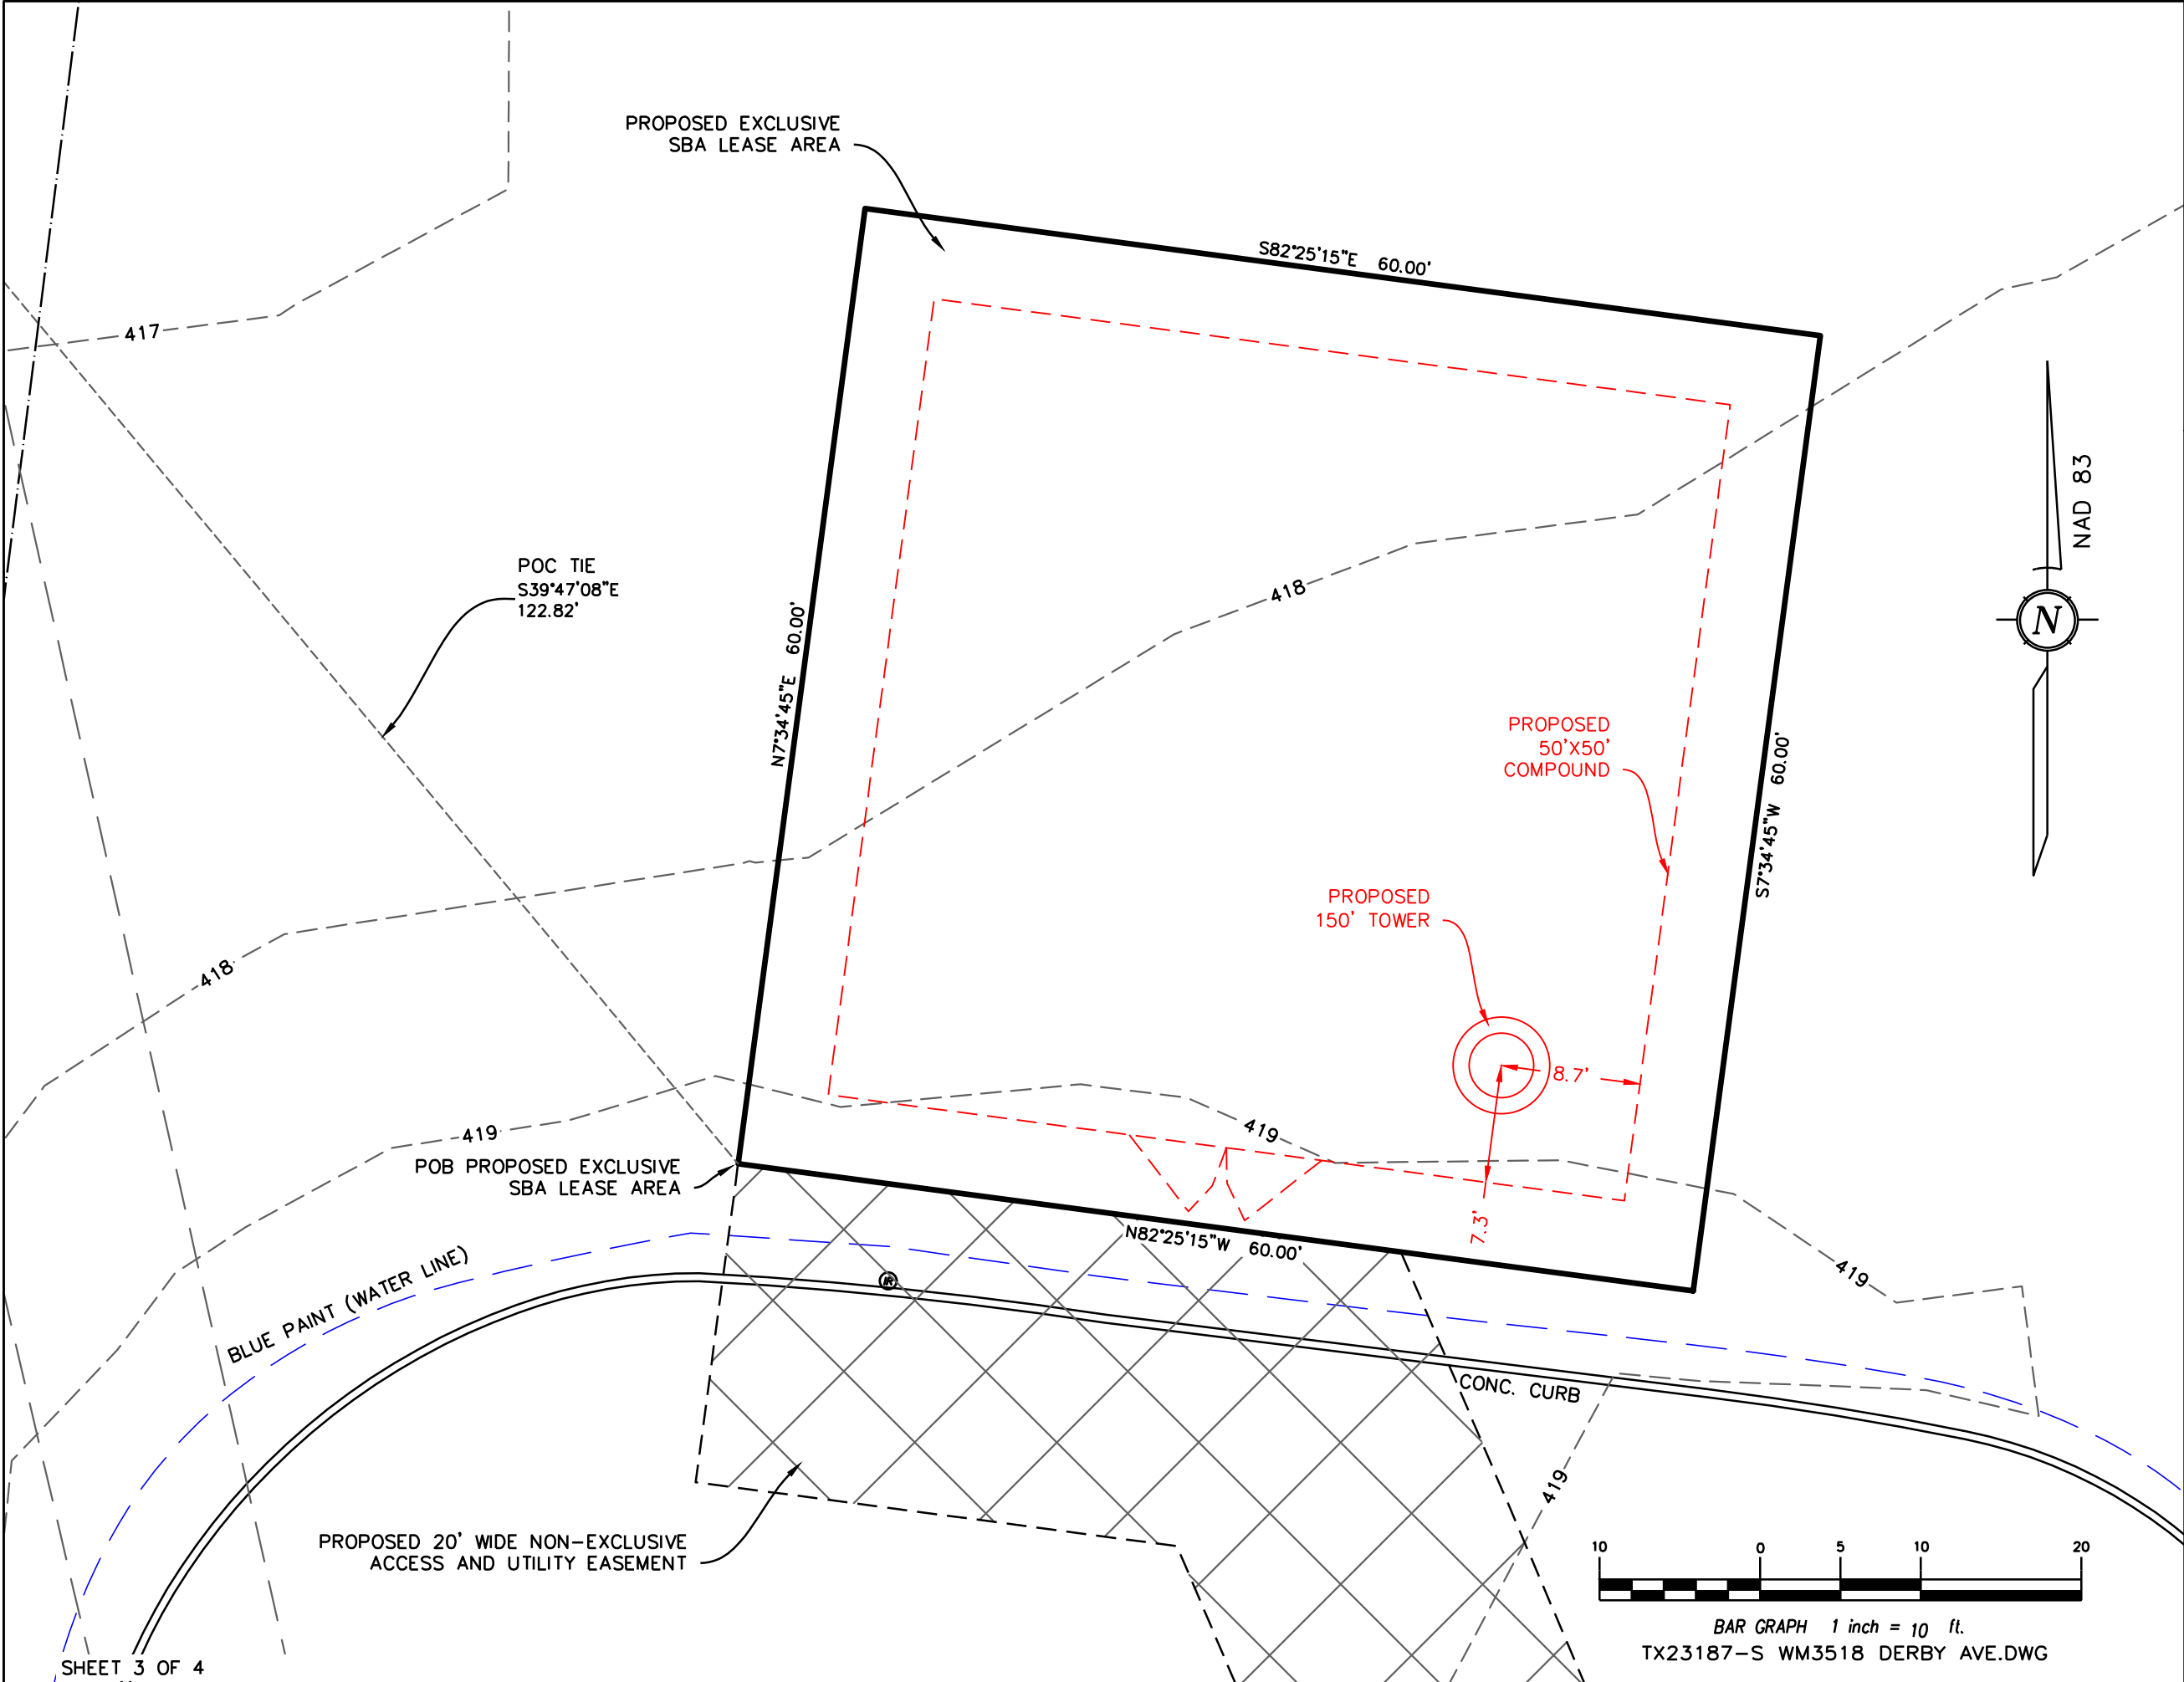 PROPOSED EXCLUSIVE
SBA LEASE AREA
S82°25'15"E 60.00'
417
NAD 83
POC TIE
S39°47'08"E
122.82'
418
N
N7°34'45"E 60.00'
PROPOSED
50'X50'
COMPOUND
S7°34'45"W 60.00'
PROPOSED
150' TOWER
418
8.7'
419
419
POB PROPOSED EXCLUSIVE
SBA LEASE AREA
7.3'
N82°25'15"W 60.00'
419
BLUE PAINT (WATER LINE)
IR
CONC. CURB
419
PROPOSED 20' WIDE NON-EXCLUSIVE
ACCESS AND UTILITY EASEMENT
10 0 5 10 20
BAR GRAPH 1 inch = 10 ft.
TX23187-S WM3518 DERBY AVE.DWG
SHEET 3 OF 4